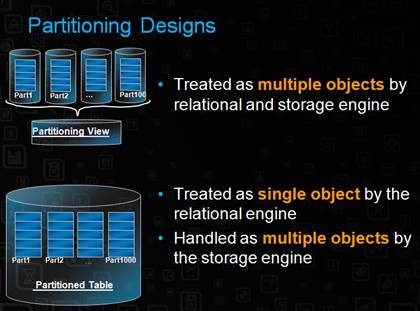 Partitioning Designs
Part1 Part2 ... Part100
Partitioning View
• Treated as multiple objects by
relational and storage engine
Part1 Part2 .. Part1000
Partitioned Table
• Treated as single object by the
relational engine
• Handled as multiple objects by
the storage engine